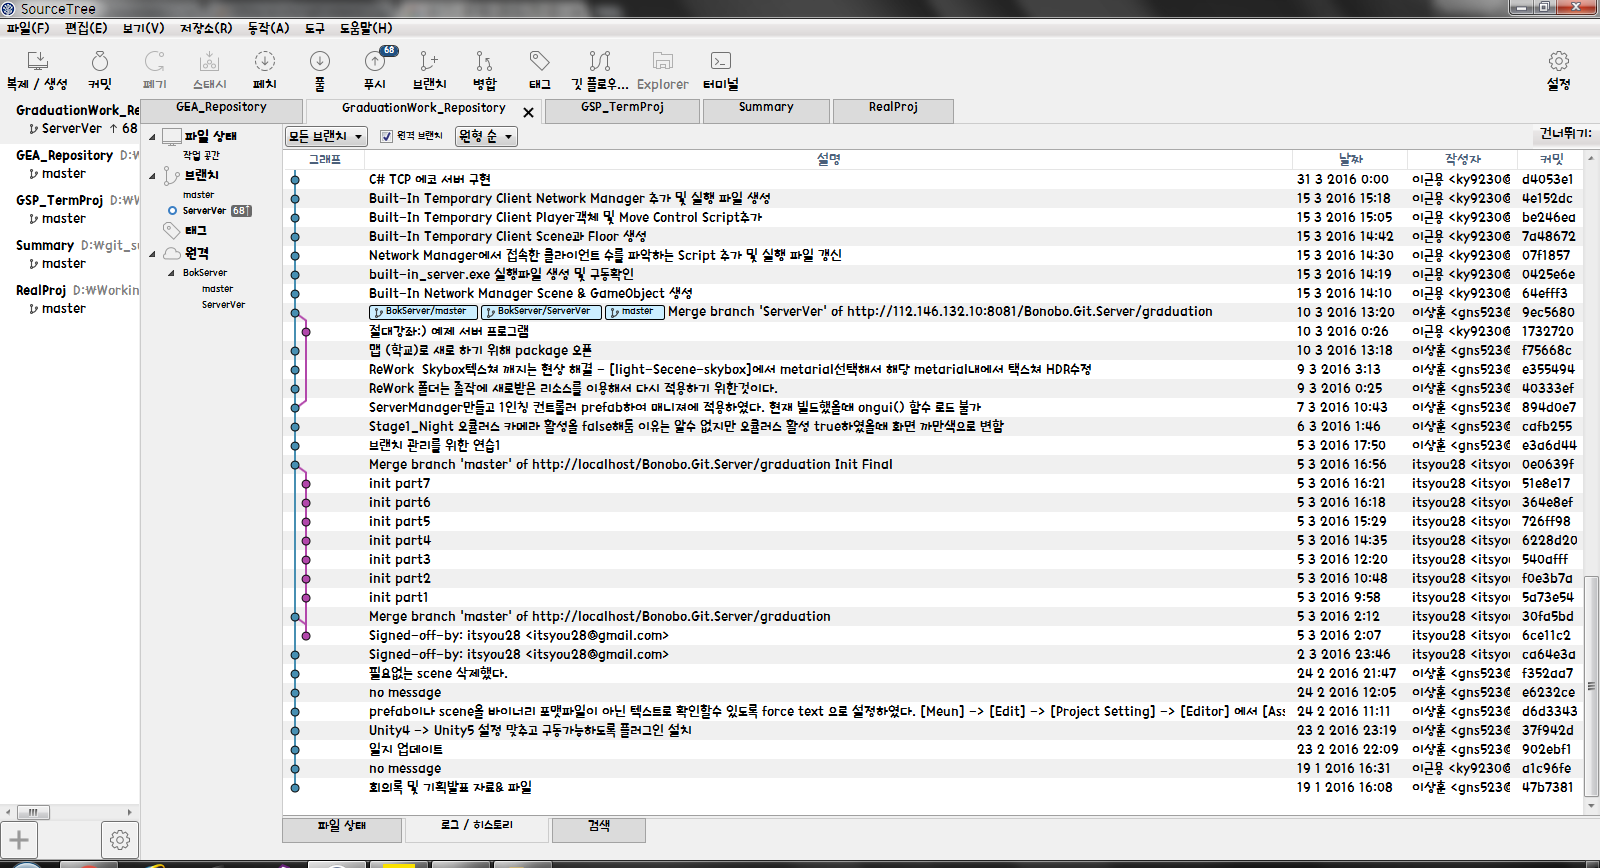 SourceTree
파일(F) 편집(E) 보기(V) 저장소(R) 동작(A) 도구 도움말(H)
68
복제 / 생성 커밋 폐기 스태시 페치 풀 푸시 브랜치 병합 태그 깃 플로우... Explorer 터미널 설정
GEA_Repository GraduationWork_Repository GSP_TermProj Summary RealProj
GraduationWork_Re
ServerVer ↑ 68
GEA_Repository D:₩
master
GSP_TermProj D:₩W
master
Summary D:₩git_s
master
RealProj D:₩Workin
master
파일 상태
작업 공간
브랜치
master
ServerVer 68↑
태그
원격
BokServer
master
ServerVer
모든 브랜치 원격 브랜치 원형 순 건너뛰기:
그래프 설명 날짜 작성자 커밋
C# TCP 에코 서버 구현 31 3 2016 0:00 이근용 <ky9230@ d4053e1
Built-In Temporary Client Network Manager 추가 및 실행 파일 생성 15 3 2016 15:18 이근용 <ky9230@ 4e152dc
Built-In Temporary Client Player객체 및 Move Control Script추가 15 3 2016 15:05 이근용 <ky9230@ be246ea
Built-In Temporary Client Scene과 Floor 생성 15 3 2016 14:42 이근용 <ky9230@ 7a48672
Network Manager에서 접속한 클라이언트 수를 파악하는 Script 추가 및 실행 파일 갱신 15 3 2016 14:30 이근용 <ky9230@ 07f1857
built-in_server.exe 실행파일 생성 및 구동확인 15 3 2016 14:19 이근용 <ky9230@ 0425e6e
Built-In Network Manager Scene & GameObject 생성 15 3 2016 14:10 이근용 <ky9230@ 64efff3
BokServer/master BokServer/ServerVer master Merge branch 'ServerVer' of http://112.146.132.10:8081/Bonobo.Git.Server/graduation 10 3 2016 13:20 이상훈 <gns523@ 9ec5680
절대강좌:) 예제 서버 프로그램 10 3 2016 0:26 이근용 <ky9230@ 1732720
맵 (학교)로 새로 하기 위해 package 오픈 10 3 2016 13:18 이상훈 <gns523@ f75668c
ReWork Skybox텍스쳐 깨지는 현상 해결 - [light-Secene-skybox]에서 metarial선택해서 해당 metarial내에서 택스쳐 HDR수정 9 3 2016 3:13 이상훈 <gns523@ e355494
ReWork 폴더는 졸작에 새로받은 리소스를 이용해서 다시 적용하기 위한것이다. 9 3 2016 0:25 이상훈 <gns523@ 40333ef
ServerManager만들고 1인칭 컨트롤러 prefab하여 매니져에 적용하였다. 현재 빌드했을때 ongui() 함수 로드 불가 7 3 2016 10:43 이상훈 <gns523@ 894d0e7
Stage1_Night 오큘러스 카메라 활성을 false해둠 이유는 알수 없지만 오큘러스 활성 true하였을때 화면 까만색으로 변함 6 3 2016 1:46 이상훈 <gns523@ cafb255
브랜치 관리를 위한 연습1 5 3 2016 17:50 이상훈 <gns523@ e3a6d44
Merge branch 'master' of http://localhost/Bonobo.Git.Server/graduation Init Final 5 3 2016 16:56 itsyou28 <itsyou 0e0639f
init part7 5 3 2016 16:21 itsyou28 <itsyou 51e8e17
init part6 5 3 2016 16:18 itsyou28 <itsyou 364e8ef
init part5 5 3 2016 15:29 itsyou28 <itsyou 726ff98
init part4 5 3 2016 14:35 itsyou28 <itsyou 6228d20
init part3 5 3 2016 12:20 itsyou28 <itsyou 540afff
init part2 5 3 2016 10:48 itsyou28 <itsyou f0e3b7a
init part1 5 3 2016 9:58 itsyou28 <itsyou 5a73e54
Merge branch 'master' of http://localhost/Bonobo.Git.Server/graduation 5 3 2016 2:12 itsyou28 <itsyou 30fa5bd
Signed-off-by: itsyou28 <itsyou28@gmail.com> 5 3 2016 2:07 itsyou28 <itsyou 6ce11c2
Signed-off-by: itsyou28 <itsyou28@gmail.com> 2 3 2016 23:46 itsyou28 <itsyou ca64e3a
필요없는 scene 삭제했다. 24 2 2016 21:47 이상훈 <gns523@ f352aa7
no message 24 2 2016 12:05 이상훈 <gns523@ e6232ce
prefab이나 scene을 바이너리 포맷파일이 아닌 텍스트로 확인할수 있도록 force text 으로 설정하였다. [Meun] -> [Edit] -> [Project Setting] -> [Editor] 에서 [Ass 24 2 2016 11:11 이상훈 <gns523@ d6d3343
Unity4 -> Unity5 설정 맞추고 구동가능하도록 플러그인 설치 23 2 2016 23:19 이상훈 <gns523@ 37f942d
일지 업데이트 23 2 2016 22:09 이상훈 <gns523@ 902ebf1
no message 19 1 2016 16:31 이근용 <ky9230@ a1c96fe
회의록 및 기획발표 자료& 파일 19 1 2016 16:08 이상훈 <gns523@ 47b7381
파일 상태 로그 / 히스토리 검색